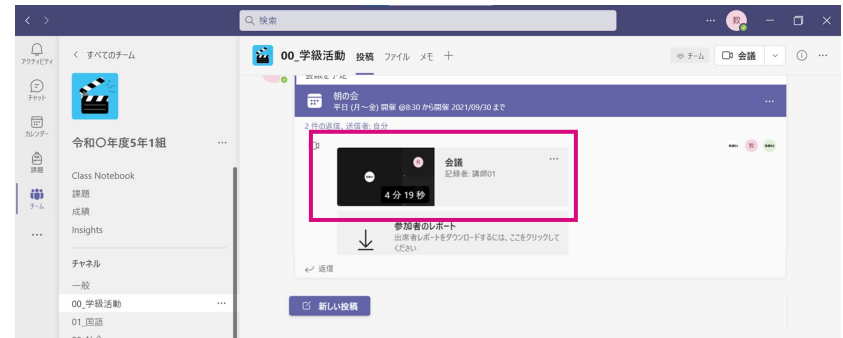 検索
教
アクティビティ
チャット
カレンダー
課題
チーム
すべてのチーム
令和〇年度5年1組
Class Notebook
課題
成績
Insights
チャネル
一般
00_学級活動
01_国語
00_学級活動 投稿 ファイル メモ
チーム
会議
朝の会
平日 (月～金) 開催 @8:30 から開催 2021/09/30 まで
2 件の返信、送信者: 自分
教
4 分 19 秒
会議
記録者: 講師01
教
参加者のレポート
出席者レポートをダウンロードするには、ここをクリックして
ください
返信
新しい投稿